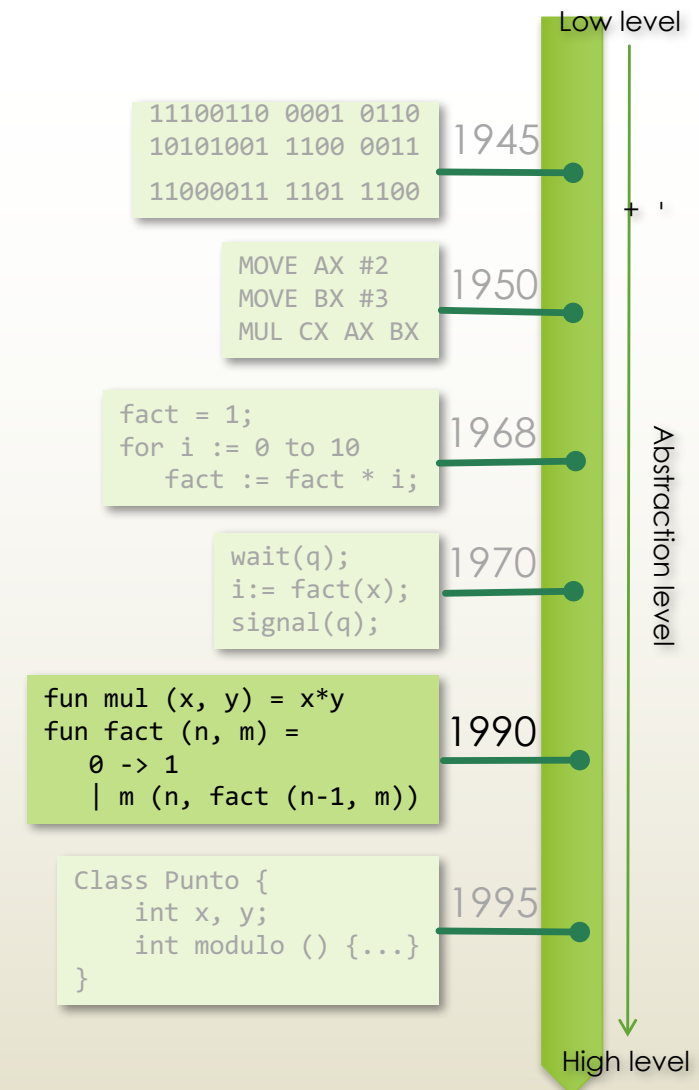 Low level
11100110 0001 0110
10101001 1100 0011
11000011 1101 1100
1945
+ -
MOVE AX #2
MOVE BX #3
MUL CX AX BX
1950
fact = 1;
for i := 0 to 10
   fact := fact * i;
1968
Abstraction level
wait(q);
i:= fact(x);
signal(q);
1970
fun mul (x, y) = x*y
fun fact (n, m) =
   0 -> 1
   | m (n, fact (n-1, m))
1990
Class Punto {
    int x, y;
    int modulo () {...}
}
1995
High level